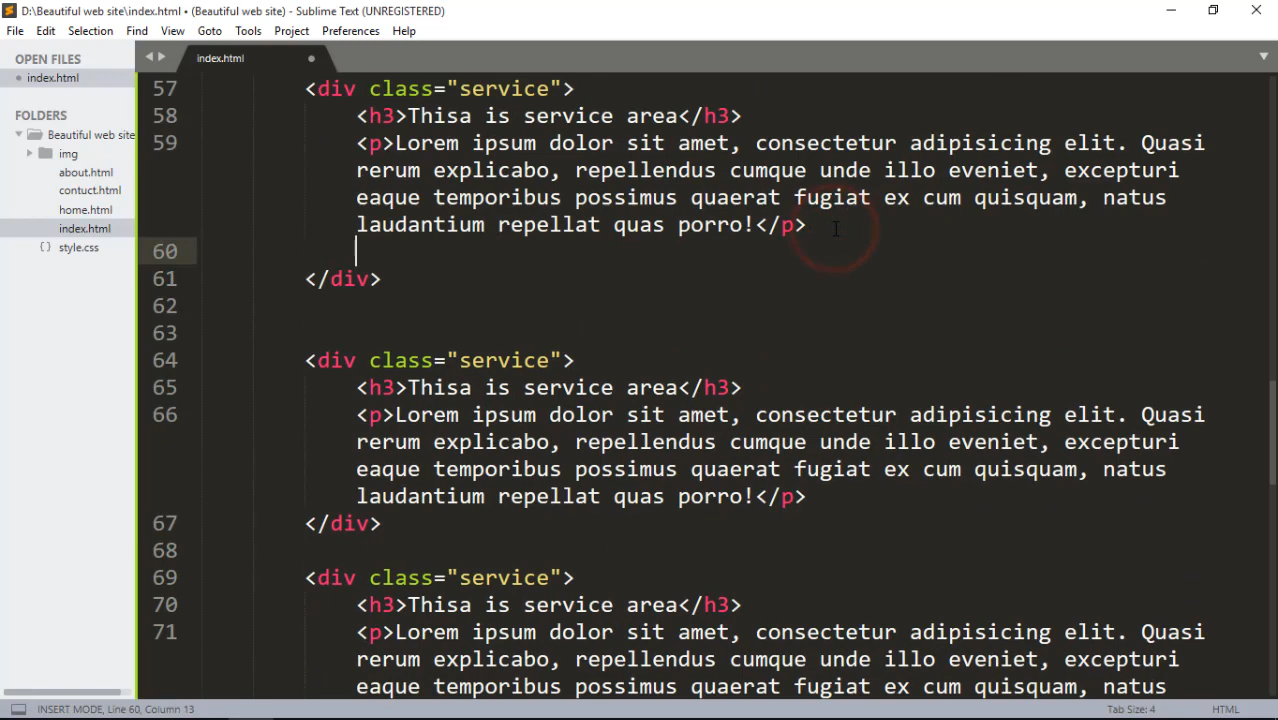 D:\Beautiful web site\index.html • (Beautiful web site) - Sublime Text (UNREGISTERED)
File Edit Selection Find View Goto Tools Project Preferences Help
OPEN FILES
index.html
FOLDERS
Beautiful web site
img
about.html
contuct.html
home.html
index.html
style.css
index.html
57 <div class="service">
58 <h3>Thisa is service area</h3>
59 <p>Lorem ipsum dolor sit amet, consectetur adipisicing elit. Quasi
rerum explicabo, repellendus cumque unde illo eveniet, excepturi
eaque temporibus possimus quaerat fugiat ex cum quisquam, natus
laudantium repellat quas porro!</p>
60
61 </div>
62
63
64 <div class="service">
65 <h3>Thisa is service area</h3>
66 <p>Lorem ipsum dolor sit amet, consectetur adipisicing elit. Quasi
rerum explicabo, repellendus cumque unde illo eveniet, excepturi
eaque temporibus possimus quaerat fugiat ex cum quisquam, natus
laudantium repellat quas porro!</p>
67 </div>
68
69 <div class="service">
70 <h3>Thisa is service area</h3>
71 <p>Lorem ipsum dolor sit amet, consectetur adipisicing elit. Quasi
rerum explicabo, repellendus cumque unde illo eveniet, excepturi
eaque temporibus possimus quaerat fugiat ex cum quisquam, natus
INSERT MODE, Line 60, Column 13
Tab Size: 4
HTML